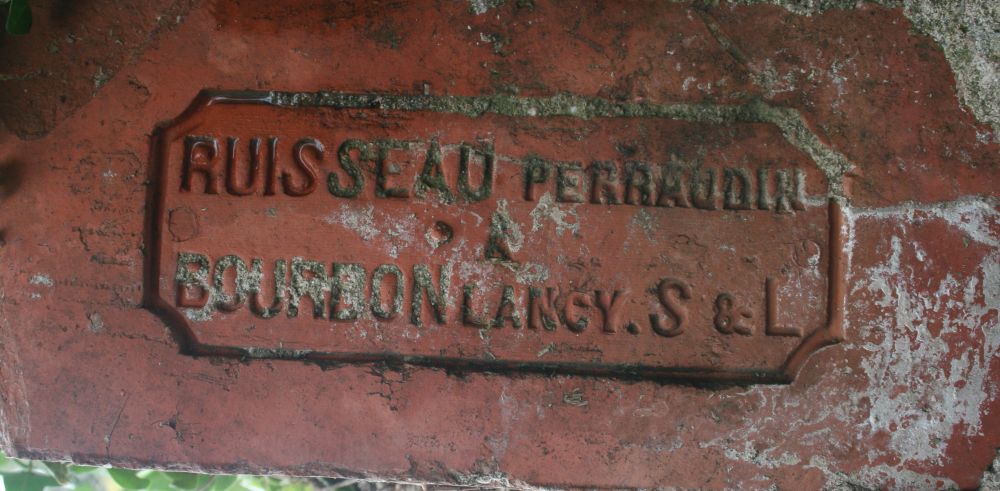 RUISSEAU PERRAUDIN
A
BOURBON LANCY. S & L